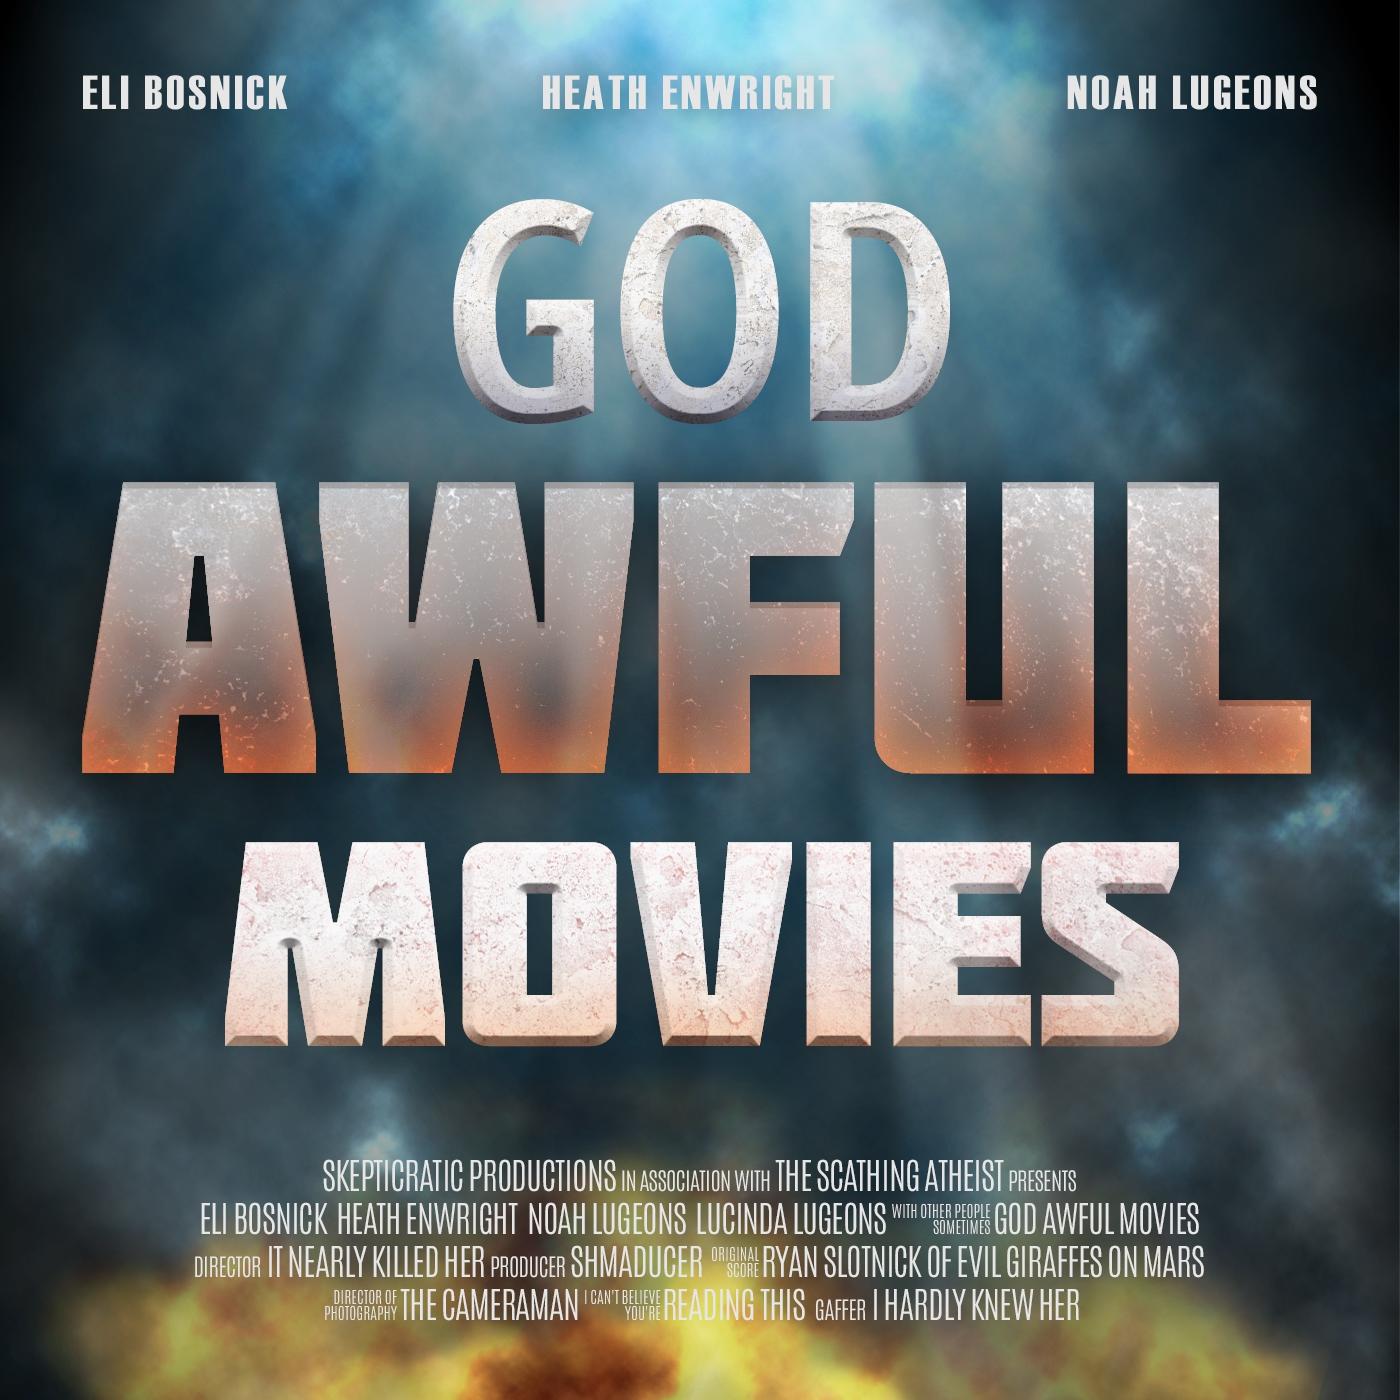 ELI BOSNICK HEATH ENWRIGHT NOAH LUGEONS
GOD
AWFUL
MOVIES
SKEPTICRATIC PRODUCTIONS IN ASSOCIATION WITH THE SCATHING ATHEIST PRESENTS
ELI BOSNICK HEATH ENWRIGHT NOAH LUGEONS LUCINDA LUGEONS WITH OTHER PEOPLE SOMETIMES GOD AWFUL MOVIES
DIRECTOR IT NEARLY KILLED HER PRODUCER SHMADUCER ORIGINAL SCORE RYAN SLOTNICK OF EVIL GIRAFFES ON MARS
DIRECTOR OF PHOTOGRAPHY THE CAMERAMAN I CAN'T BELIEVE YOU'RE READING THIS GAFFER I HARDLY KNEW HER